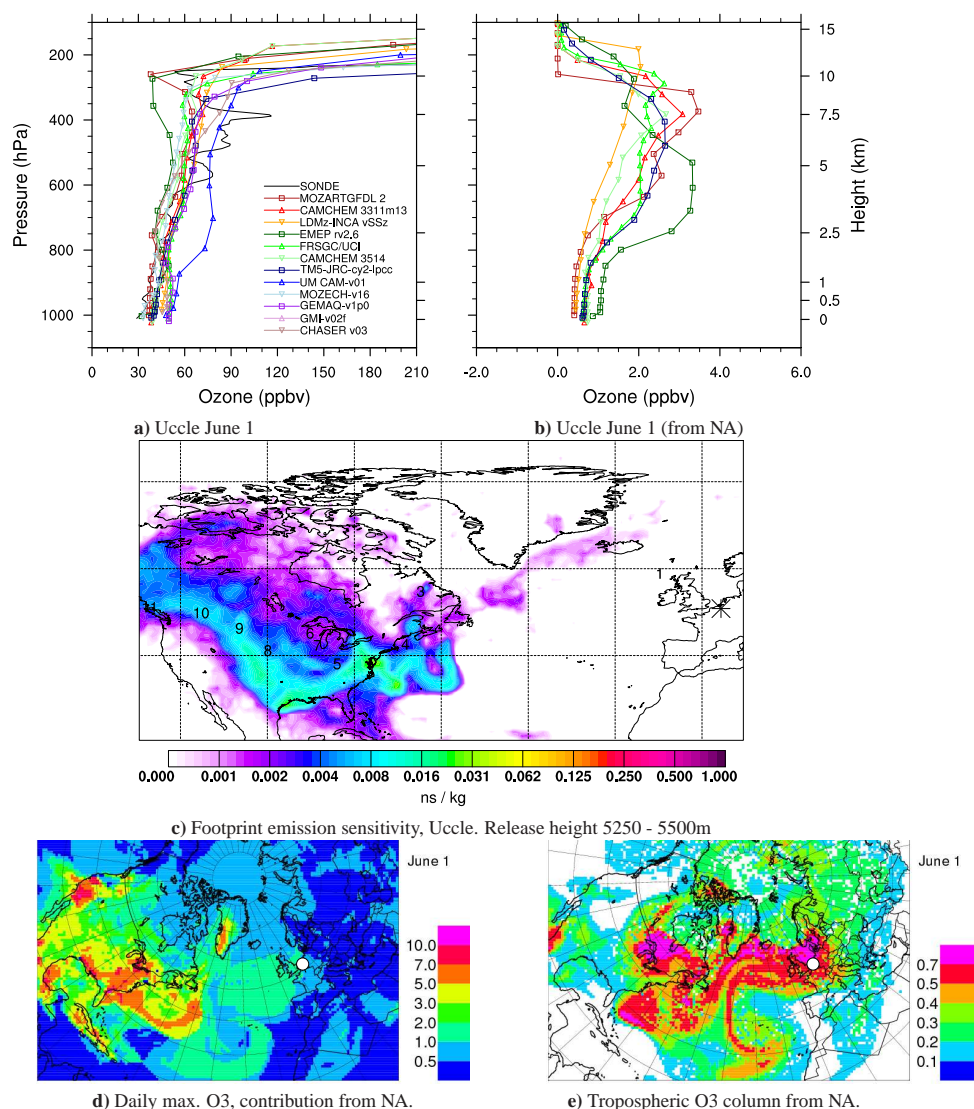 200
400
600
800
1000
Pressure (hPa)
0 30 60 90 120 150 180 210
Ozone (ppbv)
SONDE
MOZARTGFDL 2
CAMCHEM 3311m13
LDMz-INCA vSSz
EMEP rv2,6
FRSGC/UCI
CAMCHEM 3514
TM5-JRC-cy2-lpcc
UM CAM-v01
MOZECH-v16
GEMAQ-v1p0
GMI-v02f
CHASER v03
15
10
7.5
5
2.5
1
0.5
0
Height (km)
-2.0 0.0 2.0 4.0 6.0
Ozone (ppbv)
a) Uccle June 1
b) Uccle June 1 (from NA)
1
3
4
5
6
8
9
10
11
0.000 0.001 0.002 0.004 0.008 0.016 0.031 0.062 0.125 0.250 0.500 1.000
ns / kg
c) Footprint emission sensitivity, Uccle. Release height 5250 - 5500m
June 1
10.0
7.0
5.0
3.0
2.0
1.0
0.5
June 1
0.7
0.5
0.4
0.3
0.2
0.1
d) Daily max. O3, contribution from NA.
e) Tropospheric O3 column from NA.